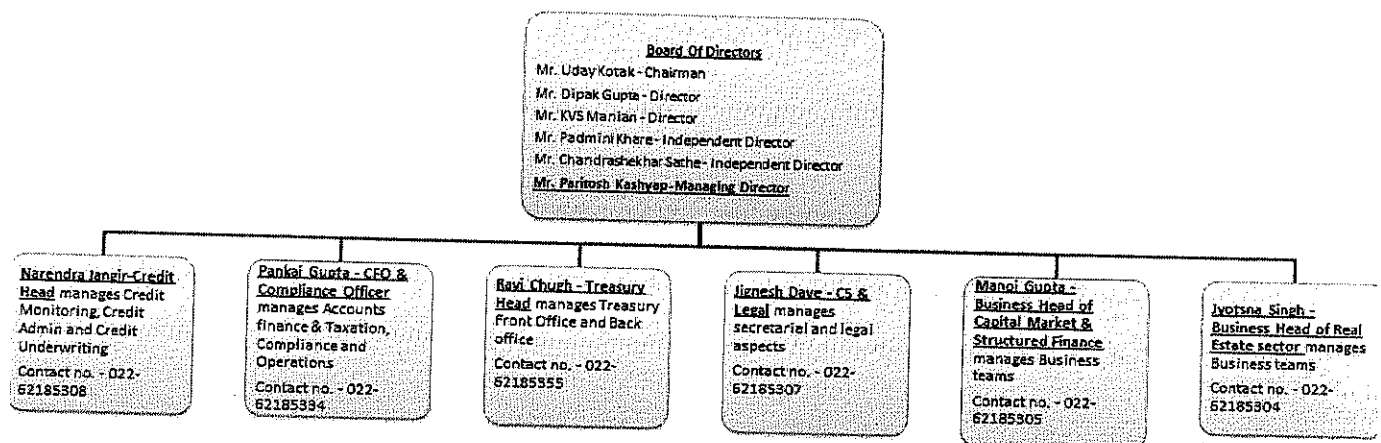 Board Of Directors
Mr. Uday Kotak - Chairman
Mr. Dipak Gupta - Director
Mr. KVS Manian - Director
Mr. Padmini Khare - Independent Director
Mr. Chandrashekhar Sathe - Independent Director
Mr. Paritosh Kashyap-Managing Director
Narendra Jangir-Credit
Head manages Credit
Monitoring, Credit
Admin and Credit
Underwriting
Contact no. - 022-
62185308
Pankaj Gupta - CFO &
Compliance Officer
manages Accounts
finance & Taxation,
Compliance and
Operations
Contact no. - 022-
62185334
Ravi Chugh - Treasury
Head manages Treasury
Front Office and Back
office
Contact no. - 022-
62185355
Jignesh Dave - CS &
Legal manages
secretarial and legal
aspects
Contact no. - 022-
62185307
Manoj Gupta -
Business Head of
Capital Market &
Structured Finance
manages Business
teams
Contact no. - 022-
62185305
Jyotsna Singh -
Business Head of Real
Estate sector manages
Business teams
Contact no. - 022-
62185304